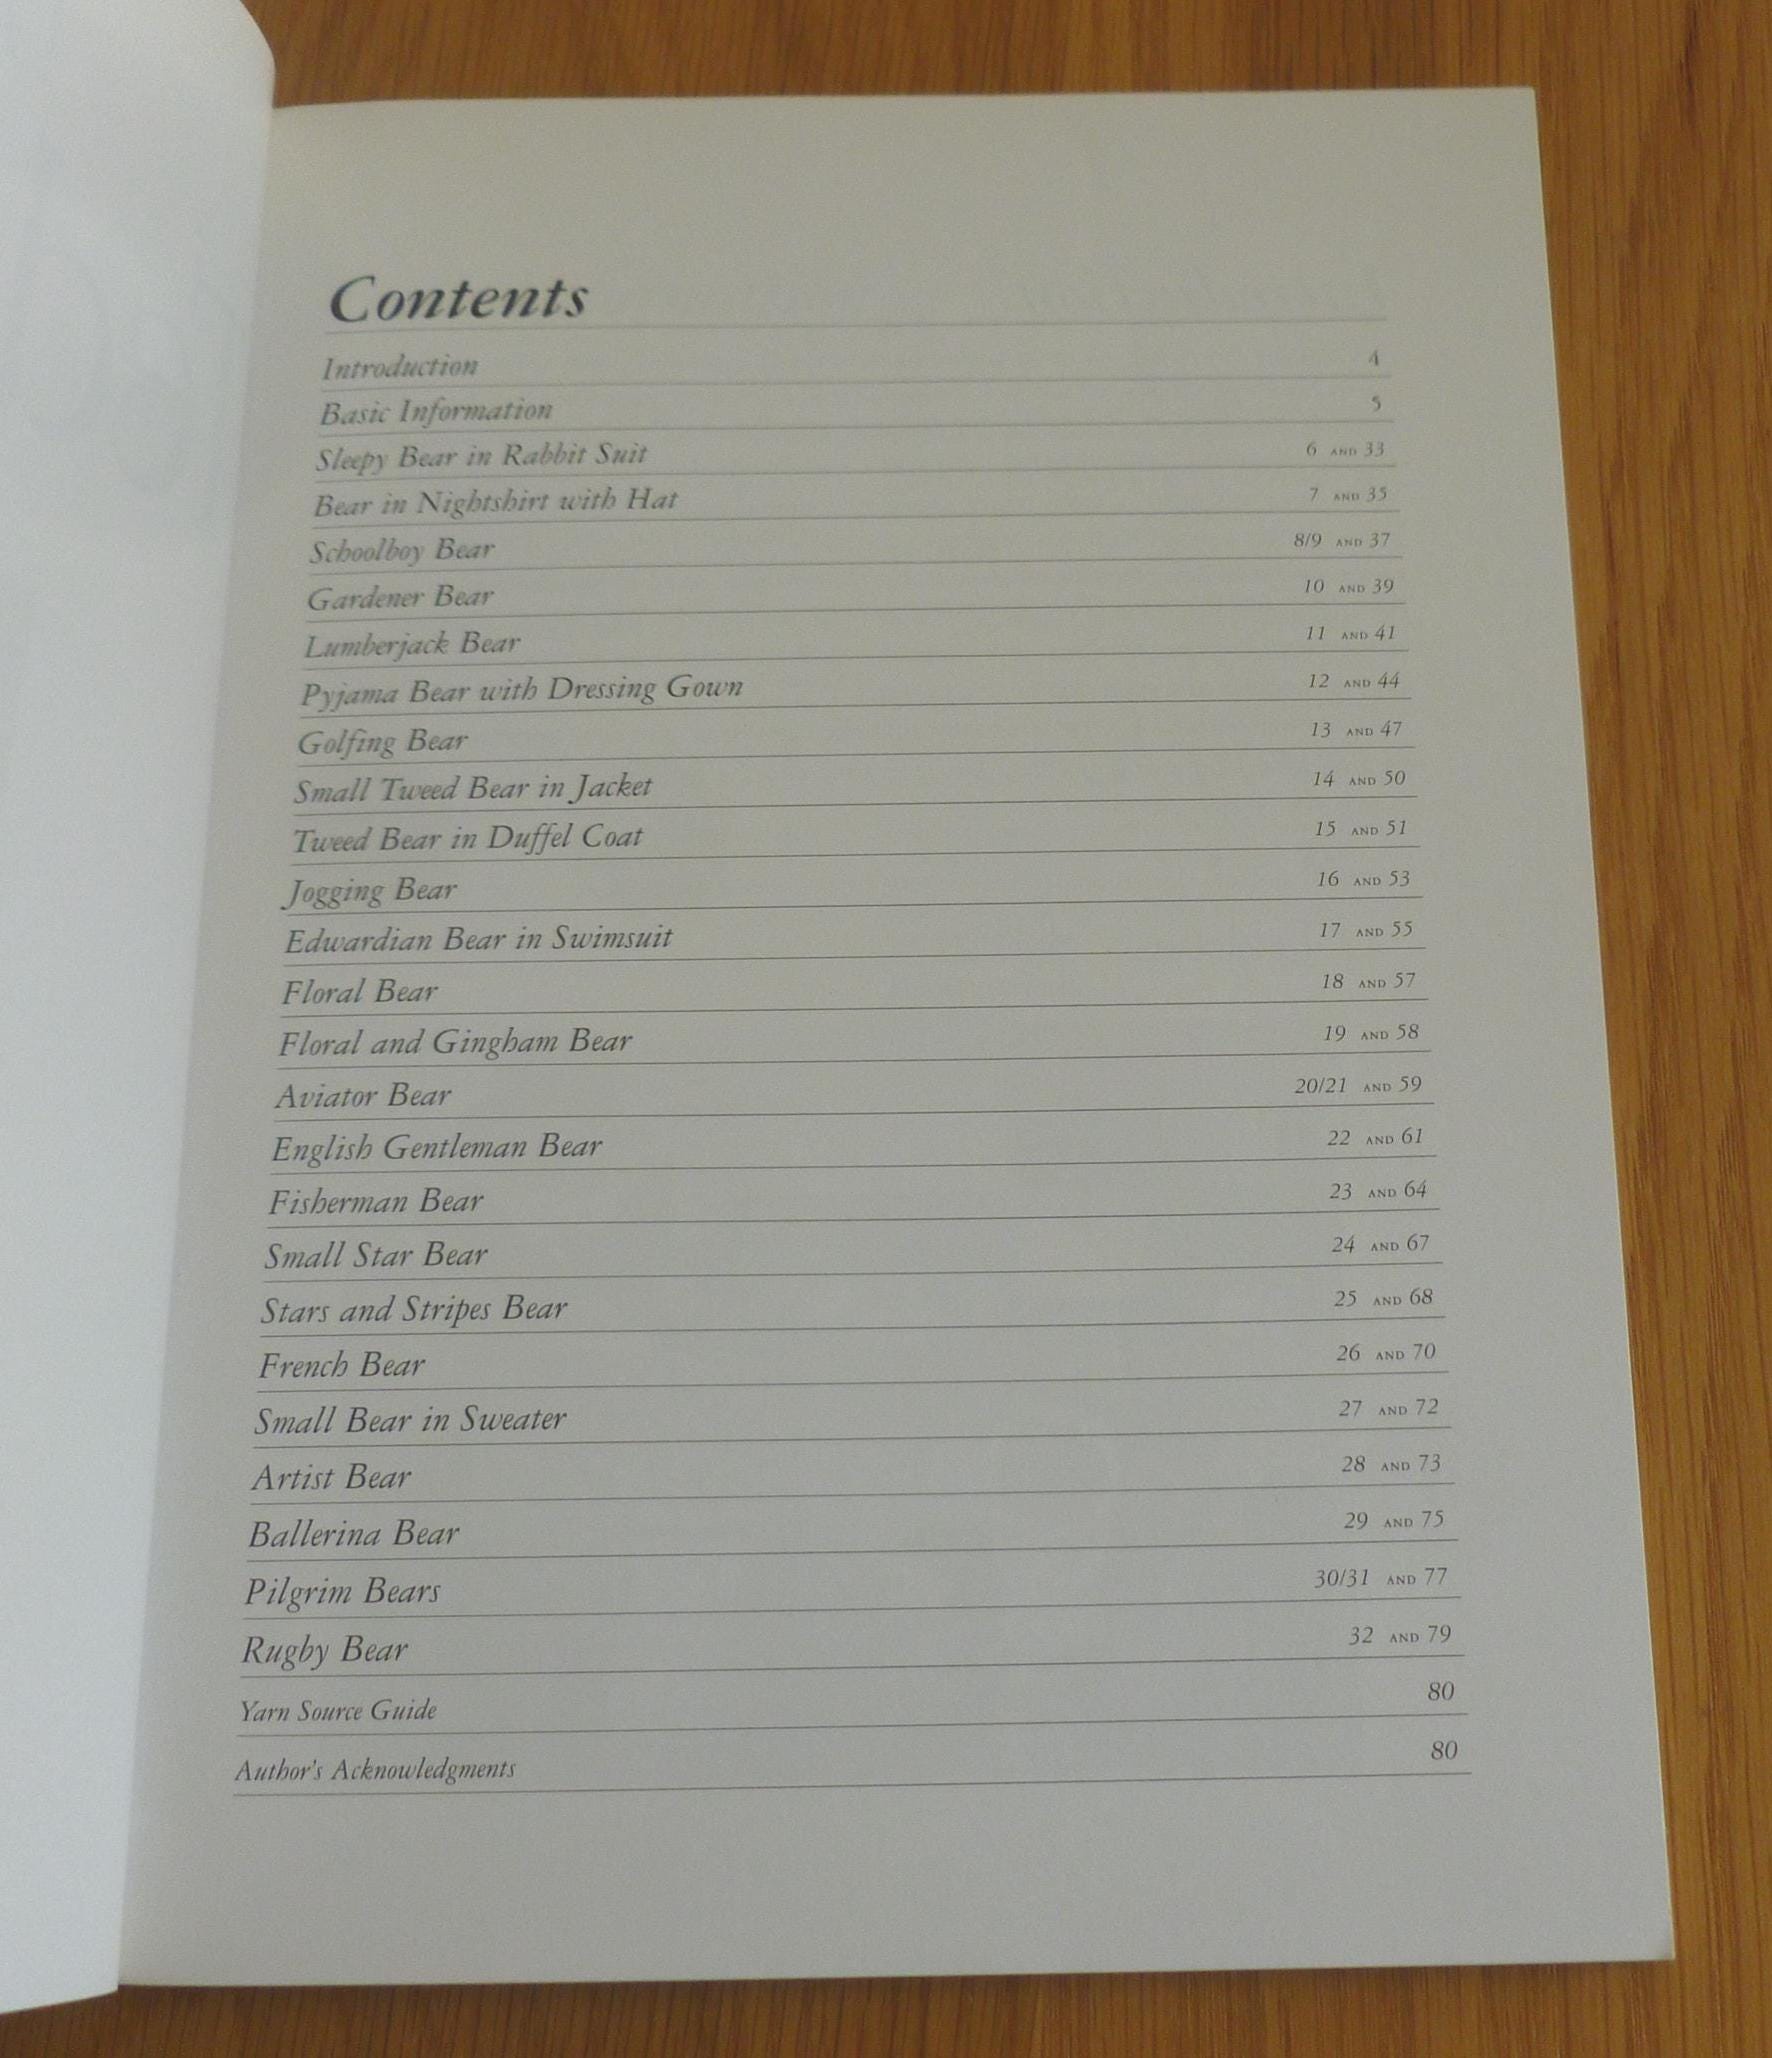 Contents
Introduction 4
Basic Information 5
Sleepy Bear in Rabbit Suit 6 AND 33
Bear in Nightshirt with Hat 7 AND 35
Schoolboy Bear 8/9 AND 37
Gardener Bear 10 AND 39
Lumberjack Bear 11 AND 41
Pyjama Bear with Dressing Gown 12 AND 44
Golfing Bear 13 AND 47
Small Tweed Bear in Jacket 14 AND 50
Tweed Bear in Duffel Coat 15 AND 51
Jogging Bear 16 AND 53
Edwardian Bear in Swimsuit 17 AND 55
Floral Bear 18 AND 57
Floral and Gingham Bear 19 AND 58
Aviator Bear 20/21 AND 59
English Gentleman Bear 22 AND 61
Fisherman Bear 23 AND 64
Small Star Bear 24 AND 67
Stars and Stripes Bear 25 AND 68
French Bear 26 AND 70
Small Bear in Sweater 27 AND 72
Artist Bear 28 AND 73
Ballerina Bear 29 AND 75
Pilgrim Bears 30/31 AND 77
Rugby Bear 32 AND 79
Yarn Source Guide 80
Author's Acknowledgments 80